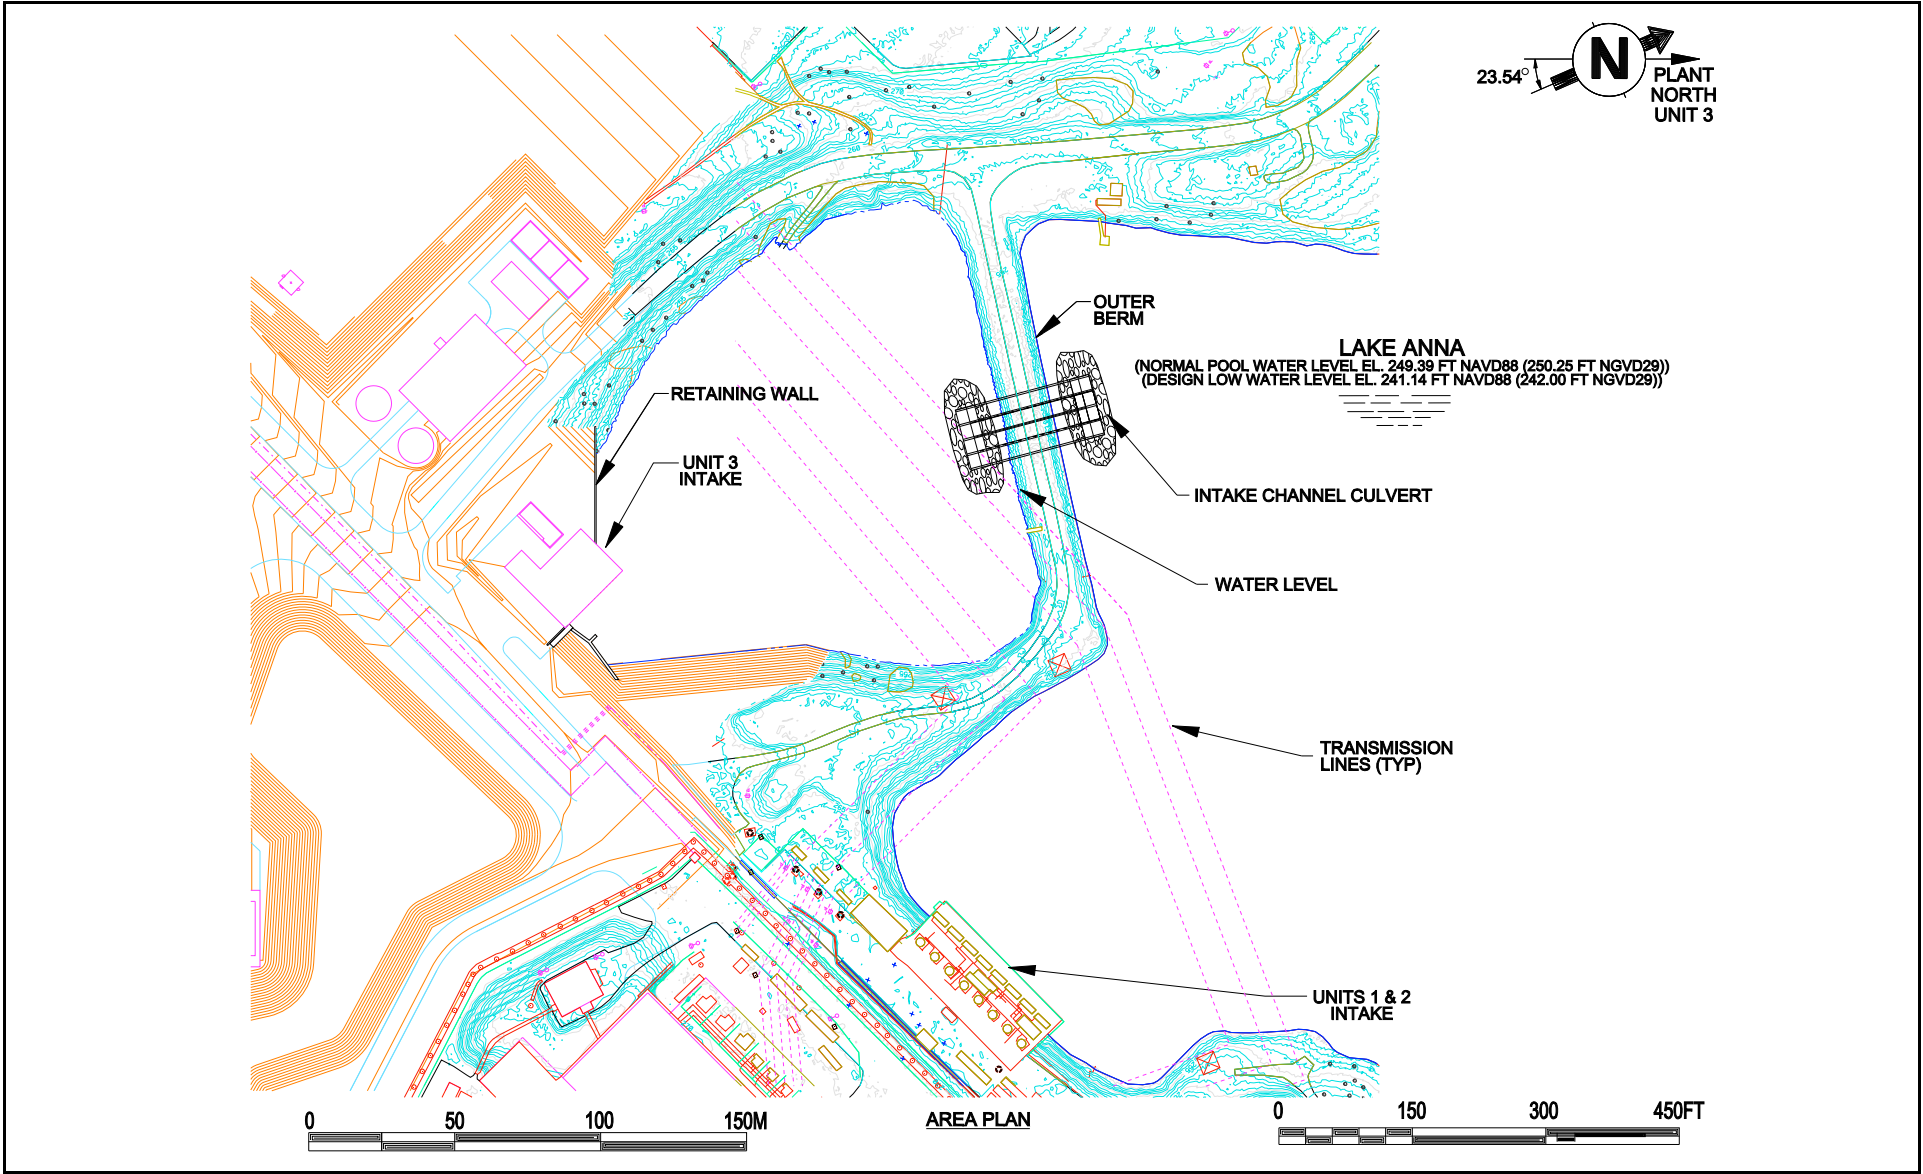 N
23.54°
PLANT
NORTH
UNIT 3
OUTER
BERM
LAKE ANNA
(NORMAL POOL WATER LEVEL EL. 249.39 FT NAVD88 (250.25 FT NGVD29))
(DESIGN LOW WATER LEVEL EL. 241.14 FT NAVD88 (242.00 FT NGVD29))
RETAINING WALL
UNIT 3
INTAKE
INTAKE CHANNEL CULVERT
WATER LEVEL
TRANSMISSION
LINES (TYP)
UNITS 1 & 2
INTAKE
0 50 100 150M
AREA PLAN
0 150 300 450FT